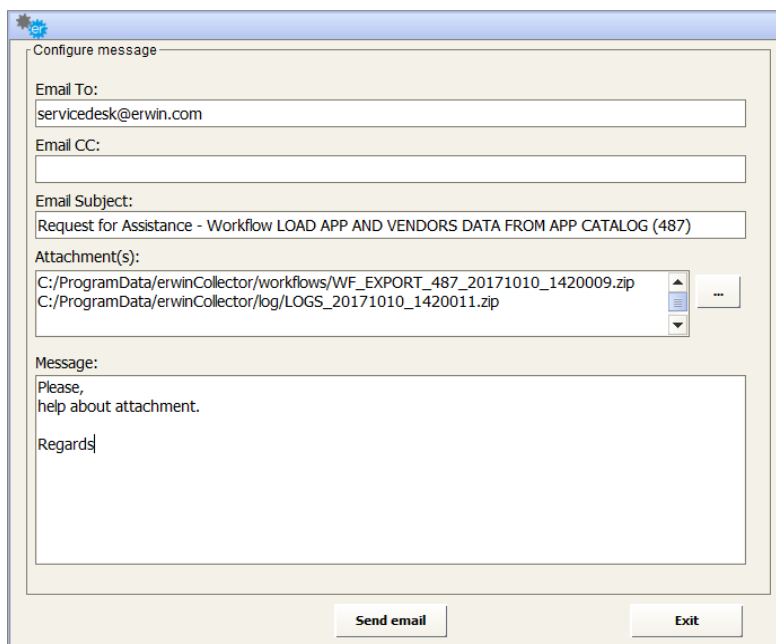 er
Configure message
Email To:
servicedesk@erwin.com
Email CC:
Email Subject:
Request for Assistance - Workflow LOAD APP AND VENDORS DATA FROM APP CATALOG (487)
Attachment(s):
C:/ProgramData/erwinCollector/workflows/WF_EXPORT_487_20171010_1420009.zip
C:/ProgramData/erwinCollector/log/LOGS_20171010_1420011.zip
...
Message:
Please,
help about attachment.
Regards
Send email
Exit